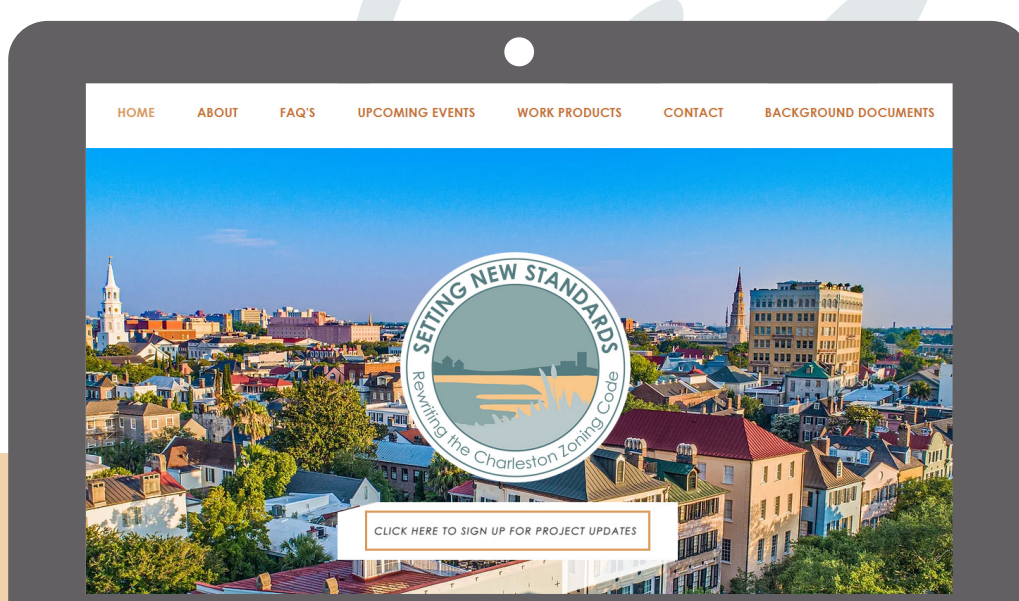 HOME ABOUT FAQ'S UPCOMING EVENTS WORK PRODUCTS CONTACT BACKGROUND DOCUMENTS
SETTING NEW STANDARDS
Rewriting the Charleston Zoning Code
CLICK HERE TO SIGN UP FOR PROJECT UPDATES